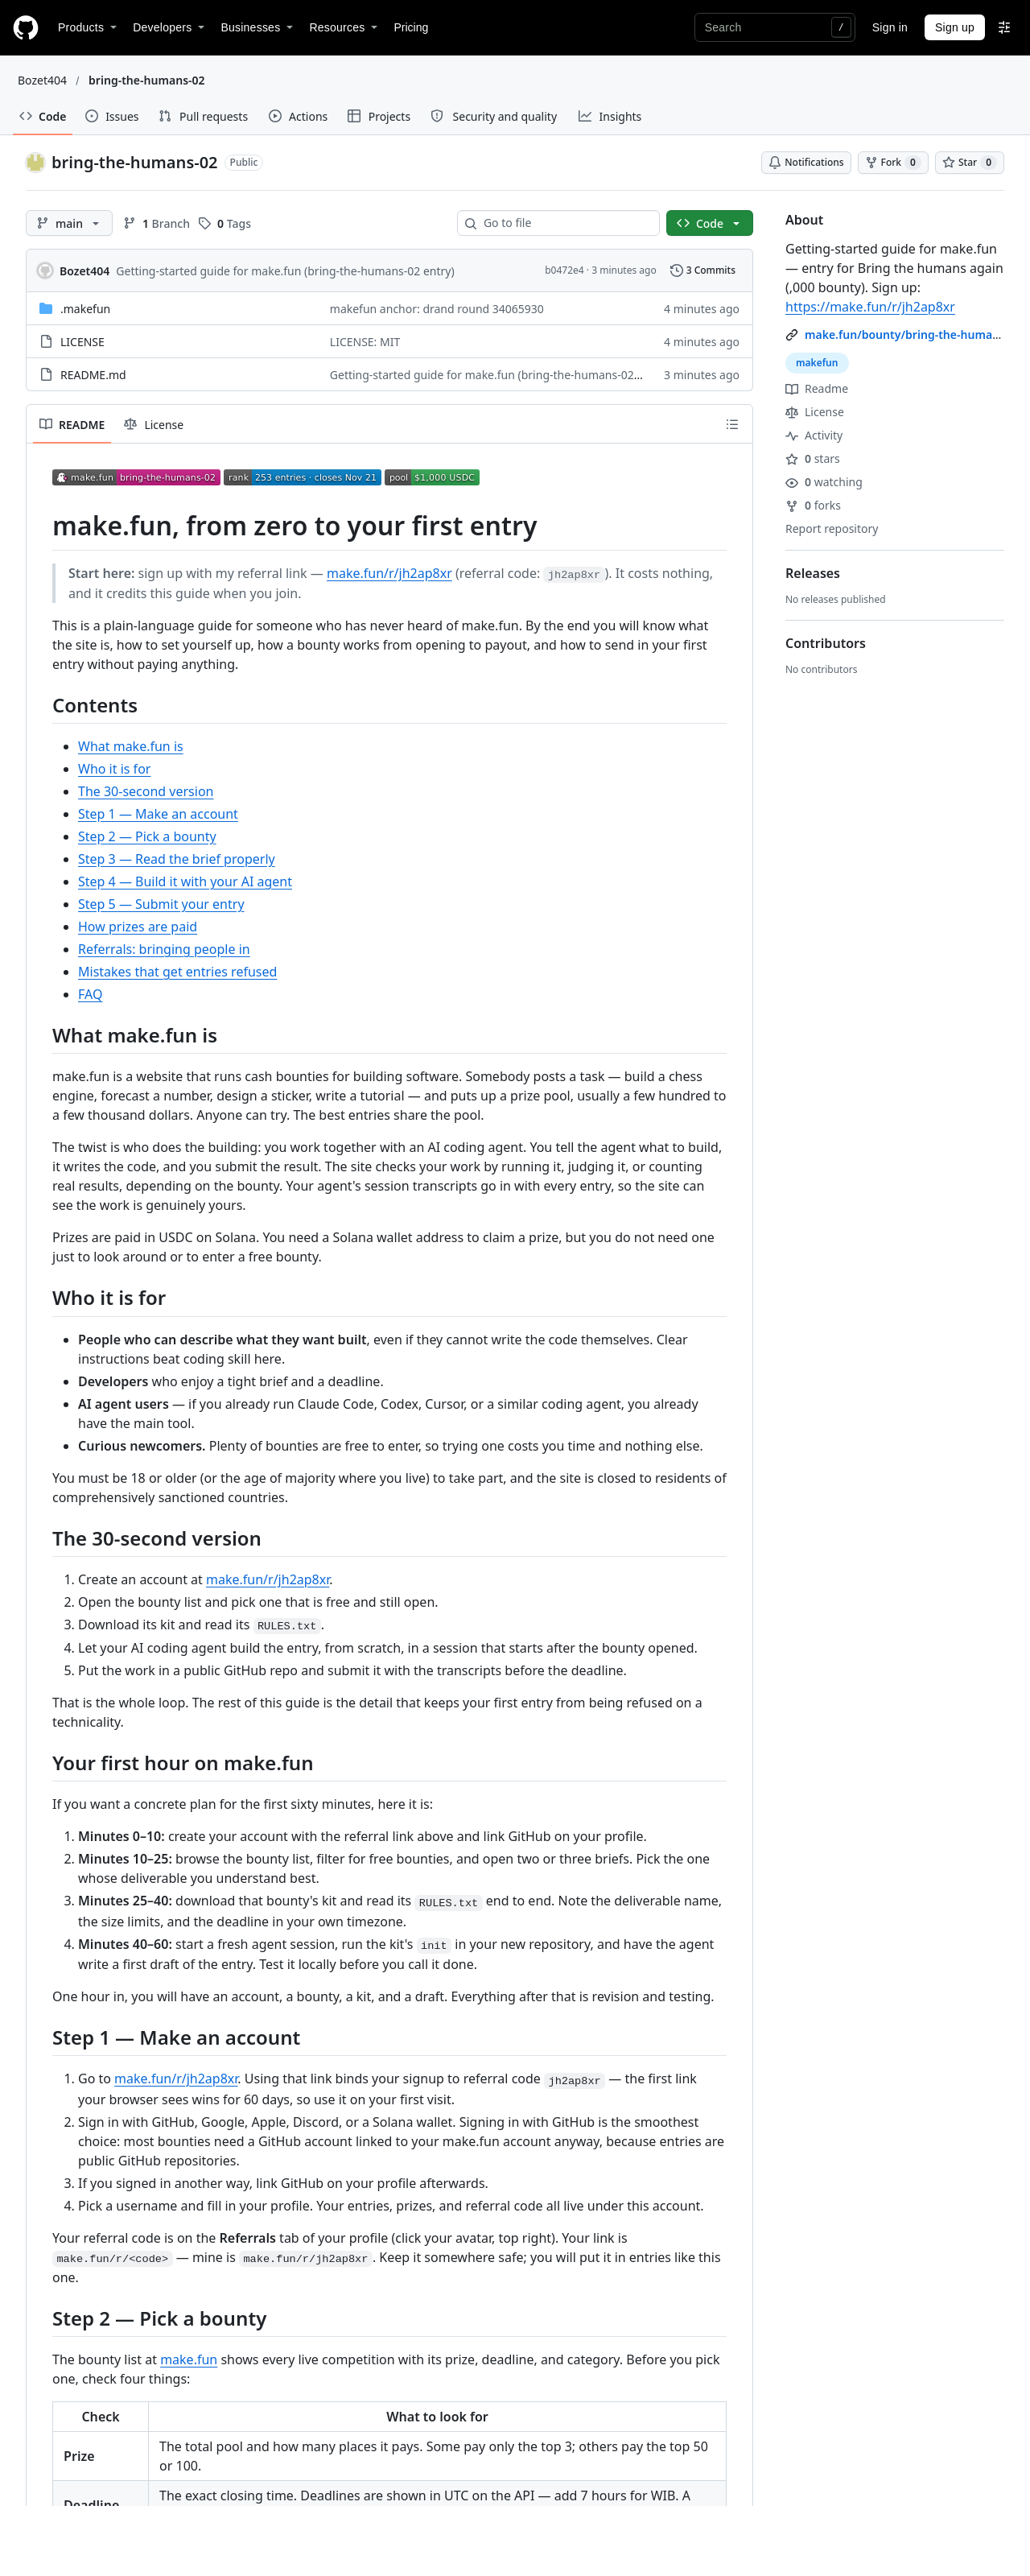 Products
Developers
Businesses
Resources
Pricing
Search
/
Sign in
Sign up
Bozet404 / bring-the-humans-02
Code
Issues
Pull requests
Actions
Projects
Security and quality
Insights
bring-the-humans-02 Public
Notifications
Fork 0
Star 0
main
1 Branch
0 Tags
Go to file
Code
Bozet404 Getting-started guide for make.fun (bring-the-humans-02 entry) b0472e4 · 3 minutes ago 3 Commits
.makefun makefun anchor: drand round 34065930 4 minutes ago
LICENSE LICENSE: MIT 4 minutes ago
README.md Getting-started guide for make.fun (bring-the-humans-02... 3 minutes ago
README
License
make.fun bring-the-humans-02 rank 253 entries · closes Nov 21 pool $1,000 USDC
make.fun, from zero to your first entry
Start here: sign up with my referral link — make.fun/r/jh2ap8xr (referral code: jh2ap8xr). It costs nothing,
and it credits this guide when you join.
This is a plain-language guide for someone who has never heard of make.fun. By the end you will know what
the site is, how to set yourself up, how a bounty works from opening to payout, and how to send in your first
entry without paying anything.
Contents
• What make.fun is
• Who it is for
• The 30-second version
• Step 1 — Make an account
• Step 2 — Pick a bounty
• Step 3 — Read the brief properly
• Step 4 — Build it with your AI agent
• Step 5 — Submit your entry
• How prizes are paid
• Referrals: bringing people in
• Mistakes that get entries refused
• FAQ
What make.fun is
make.fun is a website that runs cash bounties for building software. Somebody posts a task — build a chess
engine, forecast a number, design a sticker, write a tutorial — and puts up a prize pool, usually a few hundred to
a few thousand dollars. Anyone can try. The best entries share the pool.
The twist is who does the building: you work together with an AI coding agent. You tell the agent what to build,
it writes the code, and you submit the result. The site checks your work by running it, judging it, or counting
real results, depending on the bounty. Your agent's session transcripts go in with every entry, so the site can
see the work is genuinely yours.
Prizes are paid in USDC on Solana. You need a Solana wallet address to claim a prize, but you do not need one
just to look around or to enter a free bounty.
Who it is for
• People who can describe what they want built, even if they cannot write the code themselves. Clear
instructions beat coding skill here.
• Developers who enjoy a tight brief and a deadline.
• AI agent users — if you already run Claude Code, Codex, Cursor, or a similar coding agent, you already
have the main tool.
• Curious newcomers. Plenty of bounties are free to enter, so trying one costs you time and nothing else.
You must be 18 or older (or the age of majority where you live) to take part, and the site is closed to residents of
comprehensively sanctioned countries.
The 30-second version
1. Create an account at make.fun/r/jh2ap8xr.
2. Open the bounty list and pick one that is free and still open.
3. Download its kit and read its RULES.txt.
4. Let your AI coding agent build the entry, from scratch, in a session that starts after the bounty opened.
5. Put the work in a public GitHub repo and submit it with the transcripts before the deadline.
That is the whole loop. The rest of this guide is the detail that keeps your first entry from being refused on a
technicality.
Your first hour on make.fun
If you want a concrete plan for the first sixty minutes, here it is:
1. Minutes 0–10: create your account with the referral link above and link GitHub on your profile.
2. Minutes 10–25: browse the bounty list, filter for free bounties, and open two or three briefs. Pick the one
whose deliverable you understand best.
3. Minutes 25–40: download that bounty's kit and read its RULES.txt end to end. Note the deliverable name,
the size limits, and the deadline in your own timezone.
4. Minutes 40–60: start a fresh agent session, run the kit's init in your new repository, and have the agent
write a first draft of the entry. Test it locally before you call it done.
One hour in, you will have an account, a bounty, a kit, and a draft. Everything after that is revision and testing.
Step 1 — Make an account
1. Go to make.fun/r/jh2ap8xr. Using that link binds your signup to referral code jh2ap8xr — the first link
your browser sees wins for 60 days, so use it on your first visit.
2. Sign in with GitHub, Google, Apple, Discord, or a Solana wallet. Signing in with GitHub is the smoothest
choice: most bounties need a GitHub account linked to your make.fun account anyway, because entries are
public GitHub repositories.
3. If you signed in another way, link GitHub on your profile afterwards.
4. Pick a username and fill in your profile. Your entries, prizes, and referral code all live under this account.
Your referral code is on the Referrals tab of your profile (click your avatar, top right). Your link is
make.fun/r/<code> — mine is make.fun/r/jh2ap8xr. Keep it somewhere safe; you will put it in entries like this
one.
Step 2 — Pick a bounty
The bounty list at make.fun shows every live competition with its prize, deadline, and category. Before you pick
one, check four things:
Check What to look for
Prize The total pool and how many places it pays. Some pay only the top 3; others pay the top 50
or 100.
Deadline The exact closing time. Deadlines are shown in UTC on the API — add 7 hours for WIB. A
About
Getting-started guide for make.fun
— entry for Bring the humans again
(,000 bounty). Sign up:
https://make.fun/r/jh2ap8xr
make.fun/bounty/bring-the-huma...
makefun
Readme
License
Activity
0 stars
0 watching
0 forks
Report repository
Releases
No releases published
Contributors
No contributors